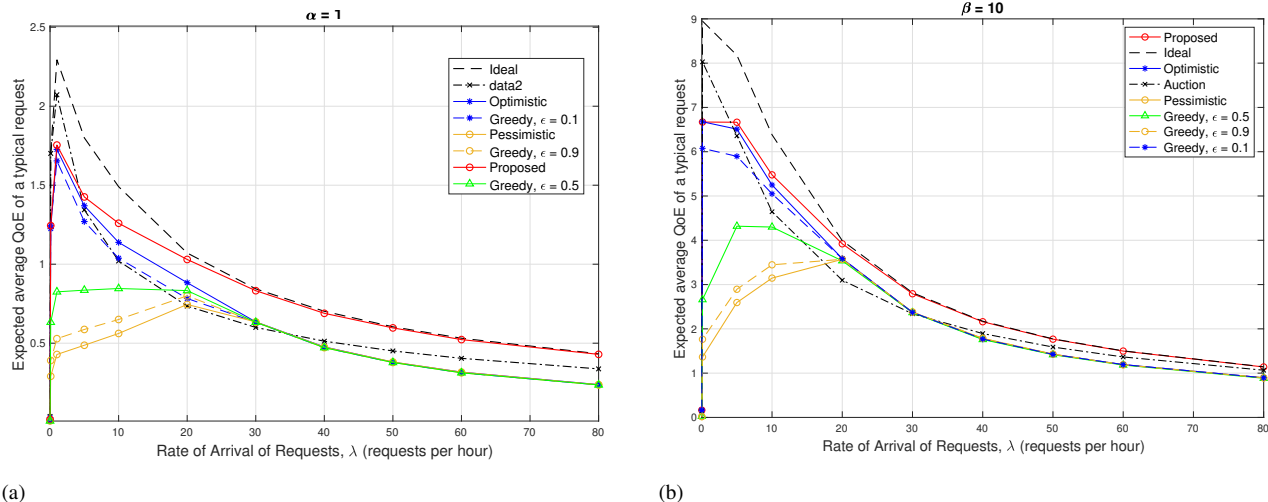 α = 1
2.5
2
1.5
1
0.5
Expected average QoE of a typical request
Ideal
data2
Optimistic
Greedy, ϵ = 0.1
Pessimistic
Greedy, ϵ = 0.9
Proposed
Greedy, ϵ = 0.5
0 10 20 30 40 50 60 70 80
Rate of Arrival of Requests, λ (requests per hour)
(a)
β = 10
9
8
7
6
5
4
3
2
1
0
Expected average QoE of a typical request
Proposed
Ideal
Optimistic
Auction
Pessimistic
Greedy, ϵ = 0.5
Greedy, ϵ = 0.9
Greedy, ϵ = 0.1
0 10 20 30 40 50 60 70 80
Rate of Arrival of Requests, λ (requests per hour)
(b)